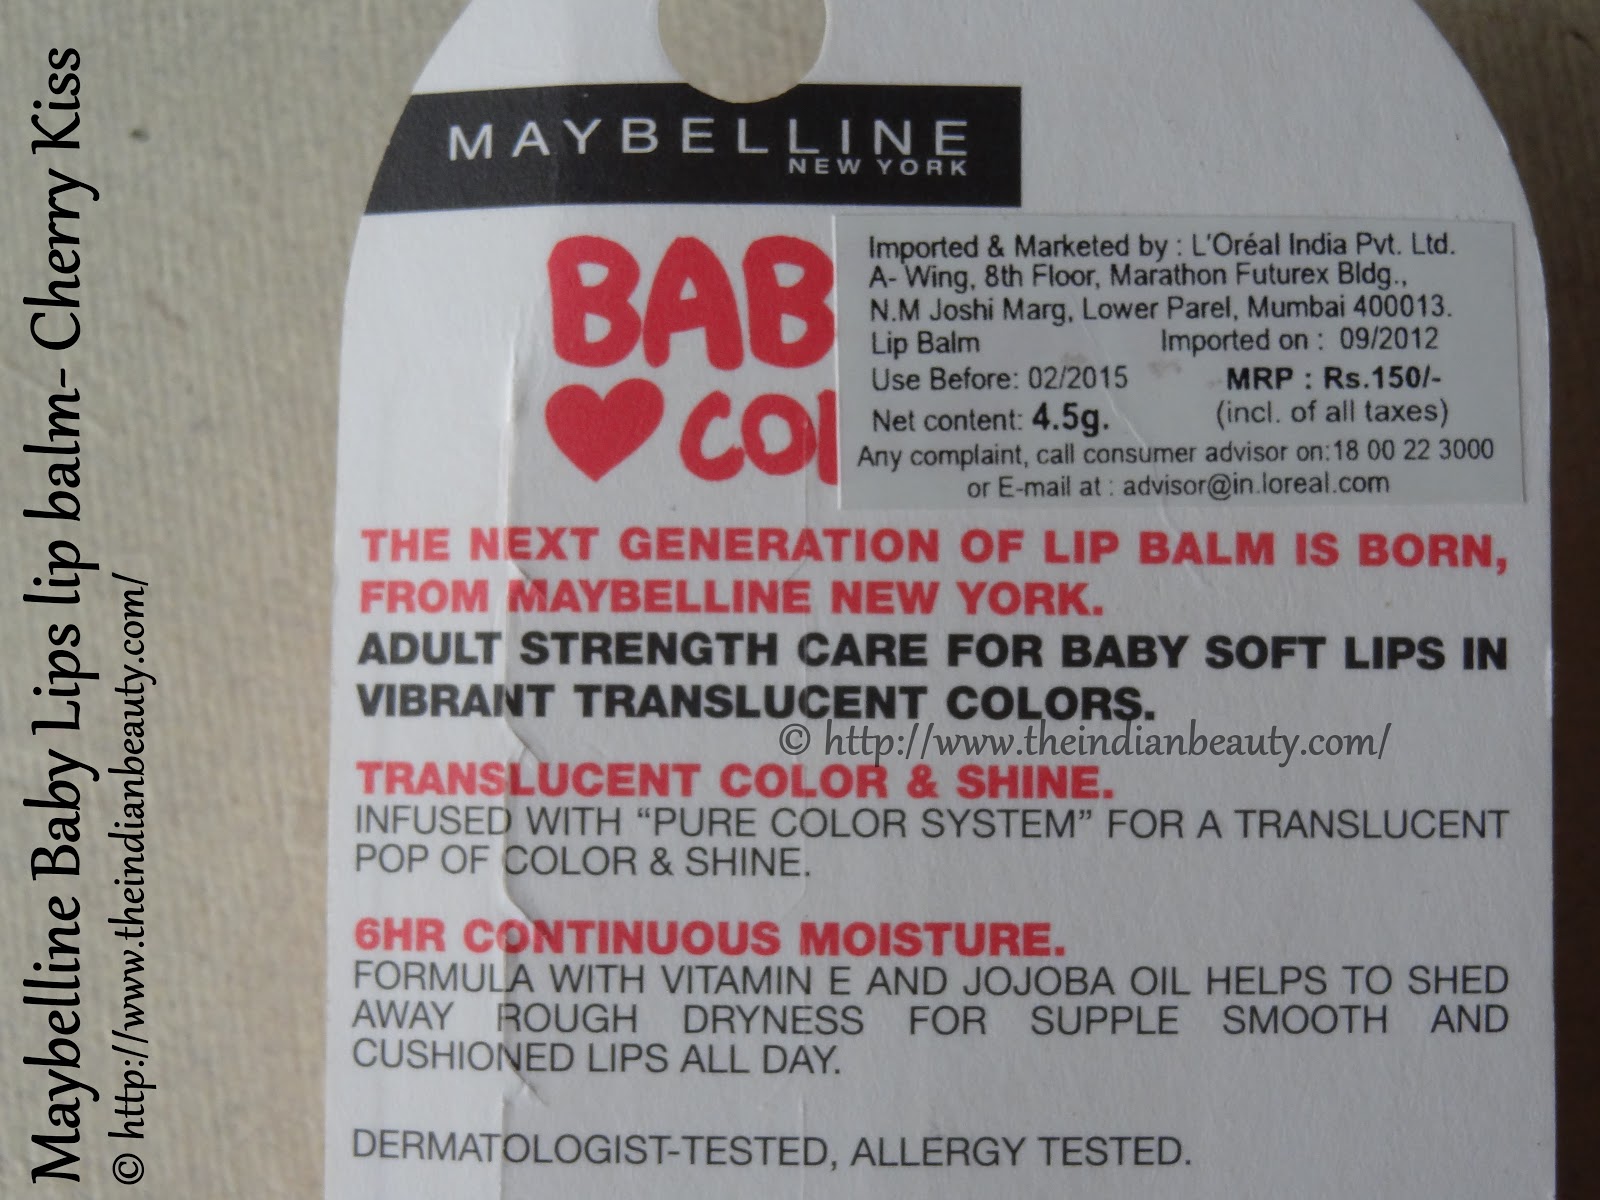 Maybelline Baby Lips lip balm- Cherry Kiss
© http://www.theindianbeauty.com/
MAYBELLINE
NEW YORK
BAB
Imported & Marketed by : L'Oréal India Pvt. Ltd.
A- Wing, 8th Floor, Marathon Futurex Bldg.,
N.M Joshi Marg, Lower Parel, Mumbai 400013.
Lip Balm Imported on : 09/2012
Use Before: 02/2015 MRP : Rs.150/-
Net content: 4.5g. (incl. of all taxes)
Any complaint, call consumer advisor on:18 00 22 3000
or E-mail at : advisor@in.loreal.com
THE NEXT GENERATION OF LIP BALM IS BORN,
FROM MAYBELLINE NEW YORK.
ADULT STRENGTH CARE FOR BABY SOFT LIPS IN
VIBRANT TRANSLUCENT COLORS.
© http://www.theindianbeauty.com/
TRANSLUCENT COLOR & SHINE.
INFUSED WITH “PURE COLOR SYSTEM” FOR A TRANSLUCENT
POP OF COLOR & SHINE.
6HR CONTINUOUS MOISTURE.
FORMULA WITH VITAMIN E AND JOJOBA OIL HELPS TO SHED
AWAY ROUGH DRYNESS FOR SUPPLE SMOOTH AND
CUSHIONED LIPS ALL DAY.
DERMATOLOGIST-TESTED, ALLERGY TESTED.